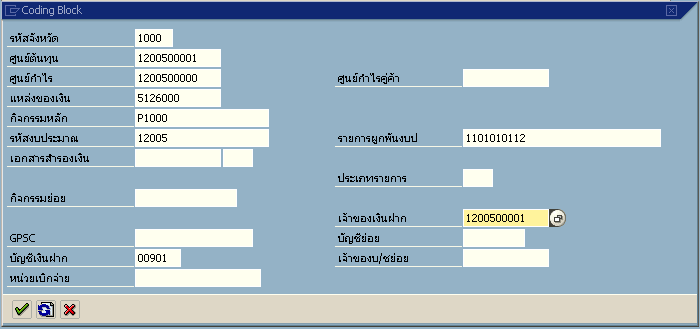 Coding Block
รหัสจังหวัด 1000
ศูนย์ต้นทุน 1200500001
ศูนย์กำไร 1200500000 ศูนย์กำไรคู่ค้า
แหล่งของเงิน 5126000
กิจกรรมหลัก P1000
รหัสงบประมาณ 12005 รายการผูกพันงบป 1101010112
เอกสารสำรองเงิน
ประเภทรายการ
กิจกรรมย่อย
เจ้าของเงินฝาก 1200500001
GPSC บัญชีย่อย
บัญชีเงินฝาก 00901 เจ้าของบ/ชย่อย
หน่วยเบิกจ่าย